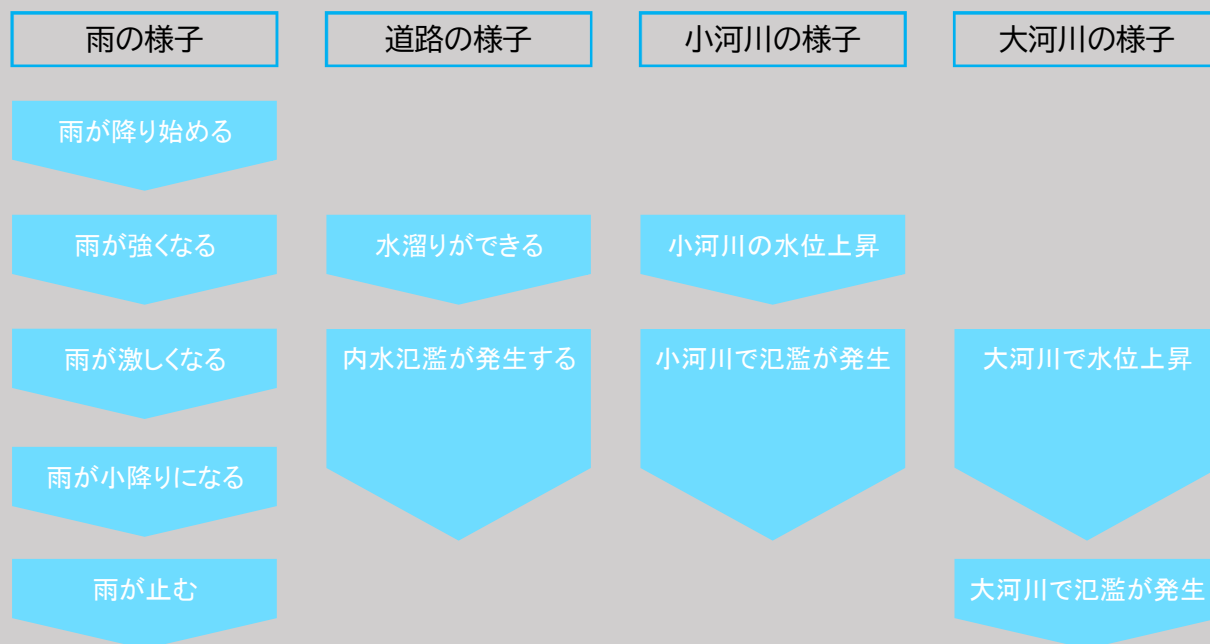 雨の様子
道路の様子
小河川の様子
大河川の様子
雨が降り始める
雨が強くなる
水溜りができる
小河川の水位上昇
雨が激しくなる
内水氾濫が発生する
小河川で氾濫が発生
大河川で水位上昇
雨が小降りになる
雨が止む
大河川で氾濫が発生